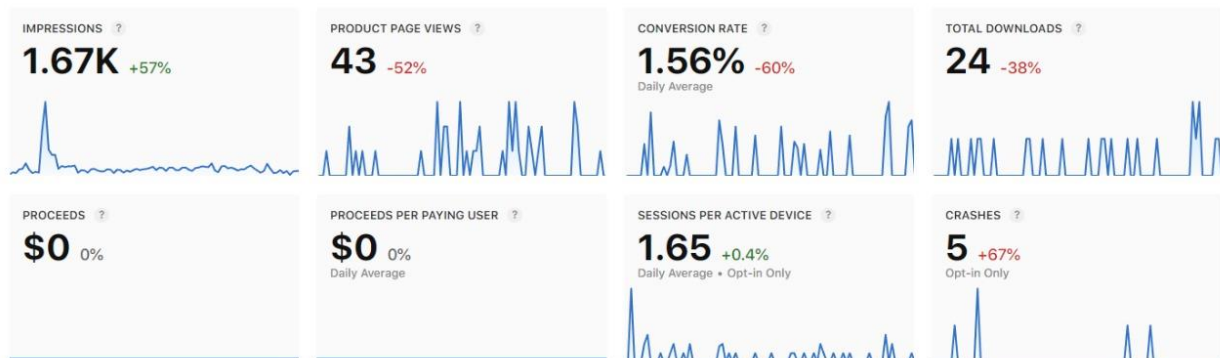 IMPRESSIONS ?
1.67K +57%
PRODUCT PAGE VIEWS ?
43 -52%
CONVERSION RATE ?
1.56% -60%
Daily Average
TOTAL DOWNLOADS ?
24 -38%
PROCEEDS ?
$0 0%
PROCEEDS PER PAYING USER ?
$0 0%
Daily Average
SESSIONS PER ACTIVE DEVICE ?
1.65 +0.4%
Daily Average • Opt-in Only
CRASHES ?
5 +67%
Opt-in Only